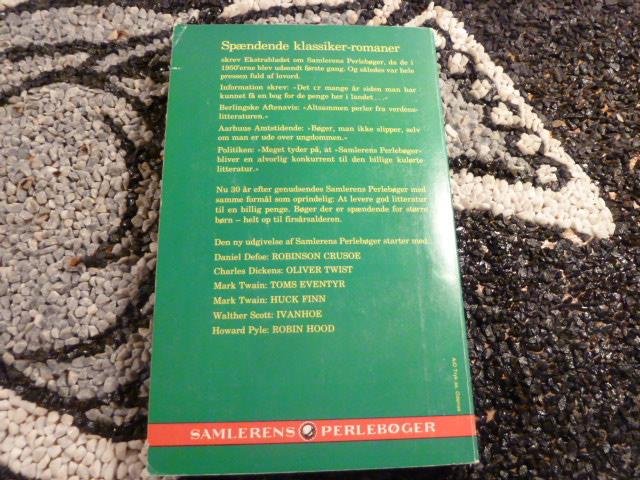 Spændende klassiker-romaner
skrev Ekstrabladet om Samlerens Perlebøger, da de i
1950'erne blev udsendt første gang. Og således var hele
pressen fuld af lovord.
Information skrev: »Det er mange år siden man har
kunnet få en bog for de penge her i landet...«
Berlingske Aftenavis: »Altsammen perler fra verdens-
litteraturen.«
Aarhuus Amtstidende: »Bøger, man ikke slipper, selv
om man er ude over ungdommen.«
Politiken: »Meget tyder på, at »Samlerens Perlebøger«
bliver en alvorlig konkurrent til den billige kulørte
litteratur.»
Nu 30 år efter genudsendes Samlerens Perlebøger med
samme formål som oprindelig: At levere god litteratur
til en billig penge. Bøger der er spændende for større
børn – helt op til firsårsalderen.
Den ny udgivelse af Samlerens Perlebøger starter med...
Daniel Defoe: ROBINSON CRUSOE
Charles Dickens: OLIVER TWIST
Mark Twain: TOMS EVENTYR
Mark Twain: HUCK FINN
Walther Scott: IVANHOE
Howard Pyle: ROBIN HOOD
AiO Tryk as, Odense
SAMLERENS PERLEBØGER